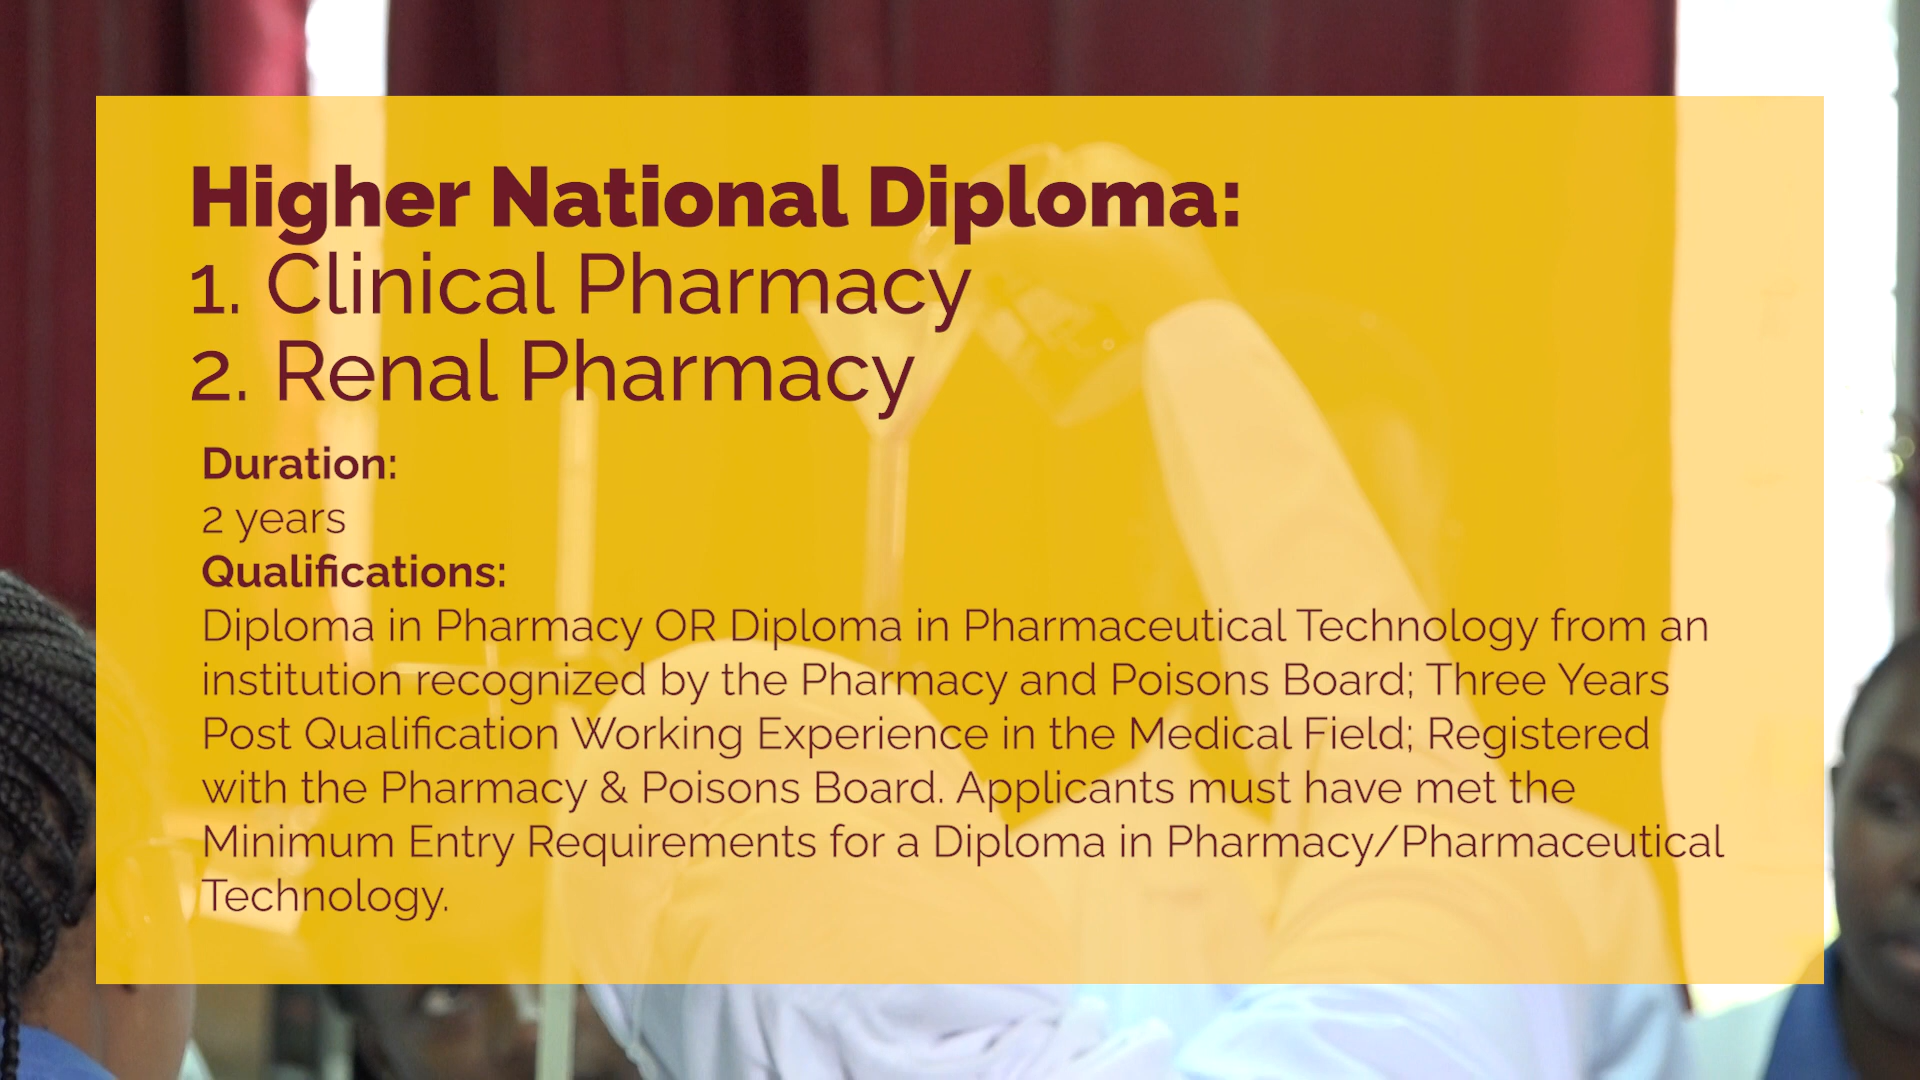 Higher National Diploma:
1. Clinical Pharmacy
2. Renal Pharmacy
Duration:
2 years
Qualifications:
Diploma in Pharmacy OR Diploma in Pharmaceutical Technology from an
institution recognized by the Pharmacy and Poisons Board; Three Years
Post Qualification Working Experience in the Medical Field; Registered
with the Pharmacy & Poisons Board. Applicants must have met the
Minimum Entry Requirements for a Diploma in Pharmacy/Pharmaceutical
Technology.